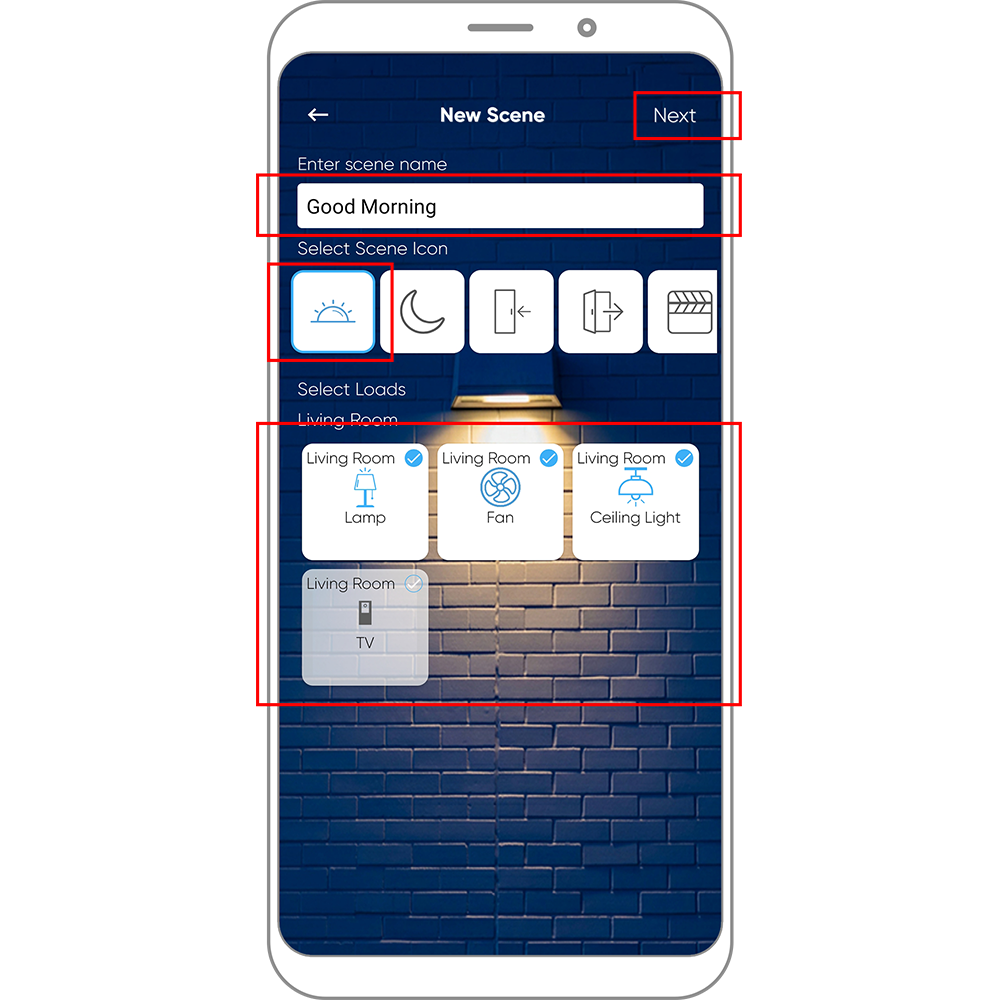 New Scene Next
Enter scene name
Good Morning
Select Scene Icon
Select Loads
Living Room
Living Room Living Room Living Room
Lamp Fan Ceiling Light
Living Room
TV